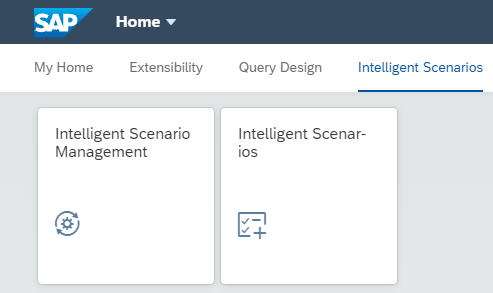 SAP Home
My Home Extensibility Query Design Intelligent Scenarios
Intelligent Scenario
Management
Intelligent Scenar-
ios